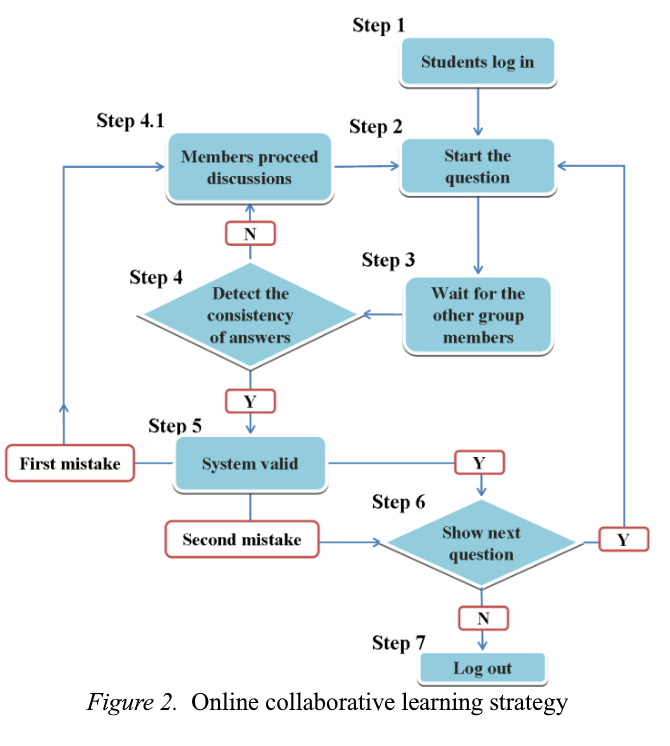 Step 1
Students log in
Step 4.1
Members proceed
discussions
Step 2
Start the
question
N
Step 4
Detect the
consistency
of answers
Step 3
Wait for the
other group
members
Y
Step 5
First mistake
System valid
Y
Step 6
Second mistake
Show next
question
Y
N
Step 7
Log out
Figure 2. Online collaborative learning strategy